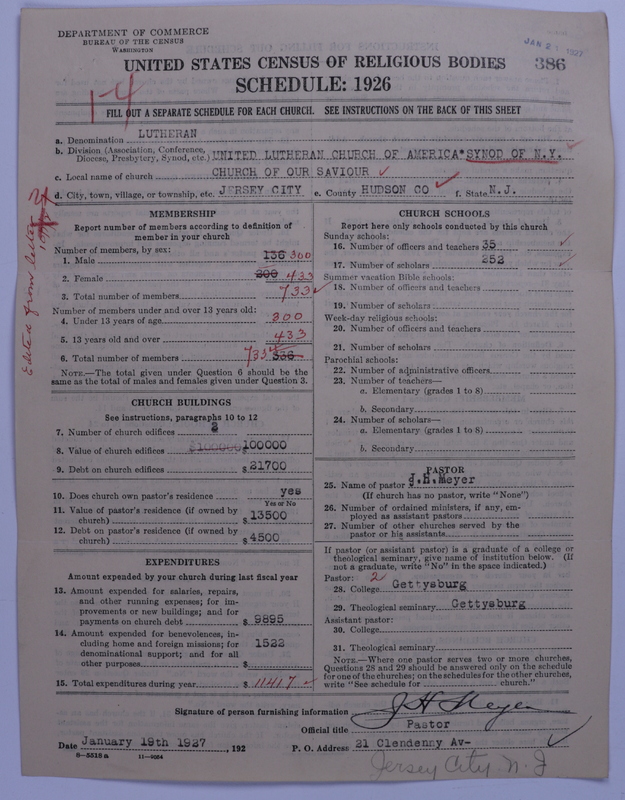 DEPARTMENT OF COMMERCE
BUREAU OF THE CENSUS
WASHINGTON
JAN 21 1927
UNITED STATES CENSUS OF RELIGIOUS BODIES
386
SCHEDULE: 1926
1-4
FILL OUT A SEPARATE SCHEDULE FOR EACH CHURCH. SEE INSTRUCTIONS ON THE BACK OF THIS SHEET
a. Denomination LUTHERAN
b. Division (Association, Conference, Diocese, Presbytery, Synod, etc.) UNITED LUTHERAN CHURCH OF AMERICA*SYNOD OF N.Y.
c. Local name of church CHURCH OF OUR SAVIOUR
d. City, town, village, or township, etc. JERSEY CITY e. County HUDSON CO f. State N.J.
Edited from letter
MEMBERSHIP
Report number of members according to definition of member in your church
Number of members, by sex:
1. Male 136 300
2. Female 200 433
3. Total number of members 733
Number of members under and over 13 years old:
4. Under 13 years of age 300
5. 13 years old and over 433
6. Total number of members 733 336
NOTE.—The total given under Question 6 should be the same as the total of males and females given under Question 3.
CHURCH BUILDINGS
See instructions, paragraphs 10 to 12
7. Number of church edifices 2
8. Value of church edifices $100000 100000
9. Debt on church edifices $21700
10. Does church own pastor's residence yes
Yes or No
11. Value of pastor's residence (if owned by church) $13500
12. Debt on pastor's residence (if owned by church) $4500
EXPENDITURES
Amount expended by your church during last fiscal year
13. Amount expended for salaries, repairs, and other running expenses; for improvements or new buildings; and for payments on church debt $9895
14. Amount expended for benevolences, including home and foreign missions; for denominational support; and for all other purposes $1522
15. Total expenditures during year $11417
CHURCH SCHOOLS
Report here only schools conducted by this church
Sunday schools:
16. Number of officers and teachers 35
17. Number of scholars 252
Summer vacation Bible schools:
18. Number of officers and teachers
19. Number of scholars
Week-day religious schools:
20. Number of officers and teachers
21. Number of scholars
Parochial schools:
22. Number of administrative officers
23. Number of teachers—
a. Elementary (grades 1 to 8)
b. Secondary
24. Number of scholars—
a. Elementary (grades 1 to 8)
b. Secondary
PASTOR
25. Name of pastor J.H.Meyer
(If church has no pastor, write "None")
26. Number of ordained ministers, if any, employed as assistant pastors
27. Number of other churches served by the pastor or his assistants
If pastor (or assistant pastor) is a graduate of a college or theological seminary, give name of institution below. (If not a graduate, write "No" in the space indicated.)
Pastor: 2
28. College Gettysburg
29. Theological seminary Gettysburg
Assistant pastor:
30. College
31. Theological seminary
NOTE.—Where one pastor serves two or more churches, Questions 28 and 29 should be answered only on the schedule for one of the churches; on the schedules for the other churches, write "See schedule for church."
Signature of person furnishing information J H Meyer
Official title Pastor
Date January 19th 1927, 192 P. O. Address 21 Clendenny Av-
8-5518a 11-9054
Jersey City. N. J